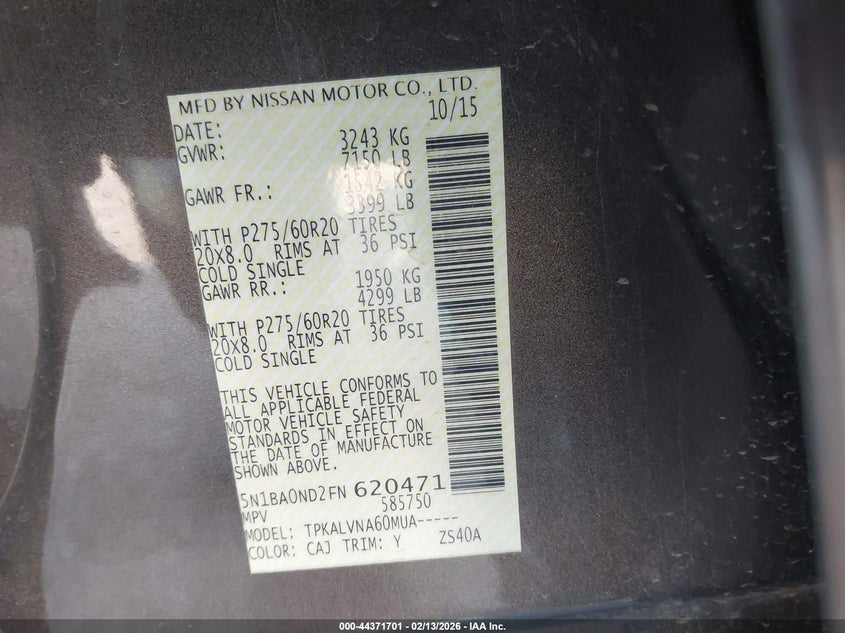 MFD BY NISSAN MOTOR CO., LTD.
DATE: 10/15
GVWR: 3243 KG
7150 LB
GAWR FR.: 1542 KG
3399 LB
WITH P275/60R20 TIRES
20X8.0 RIMS AT 36 PSI
COLD SINGLE
GAWR RR.: 1950 KG
4299 LB
WITH P275/60R20 TIRES
20X8.0 RIMS AT 36 PSI
COLD SINGLE
THIS VEHICLE CONFORMS TO
ALL APPLICABLE FEDERAL
MOTOR VEHICLE SAFETY
STANDARDS IN EFFECT ON
THE DATE OF MANUFACTURE
SHOWN ABOVE.
5N1BA0ND2FN 620471
MPV 585750
MODEL: TPKALVNA60MUA-----
COLOR: CAJ TRIM: Y ZS40A
000-44371701 - 02/13/2026 - IAA Inc.